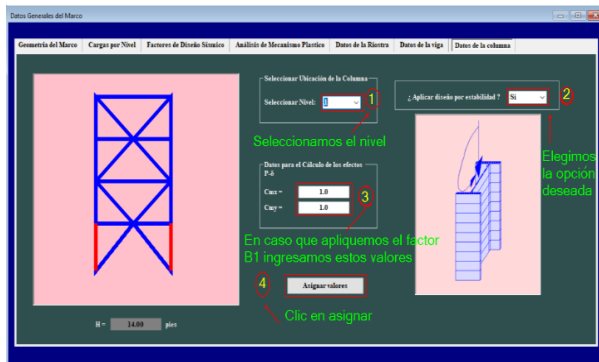 Datos Generales del Marco
Geometría del Marco Cargas por Nivel Factores de Diseño Sísmico Análisis de Mecanismo Plastico Datos de la Riostra Datos de la viga Datos de la columna
Seleccionar Ubicación de la Columna
Seleccionar Nivel: 1
1
Seleccionamos el nivel
¿ Aplicar diseño por estabilidad ? Si
2
Elegimos
la opción
deseada
Datos para el Cálculo de los efectos
P-δ
Cmx = 1.0
Cmy = 1.0
3
En caso que apliquemos el factor
B1 ingresamos estos valores
4
Asignar valores
Clic en asignar
H = 14.00 pies